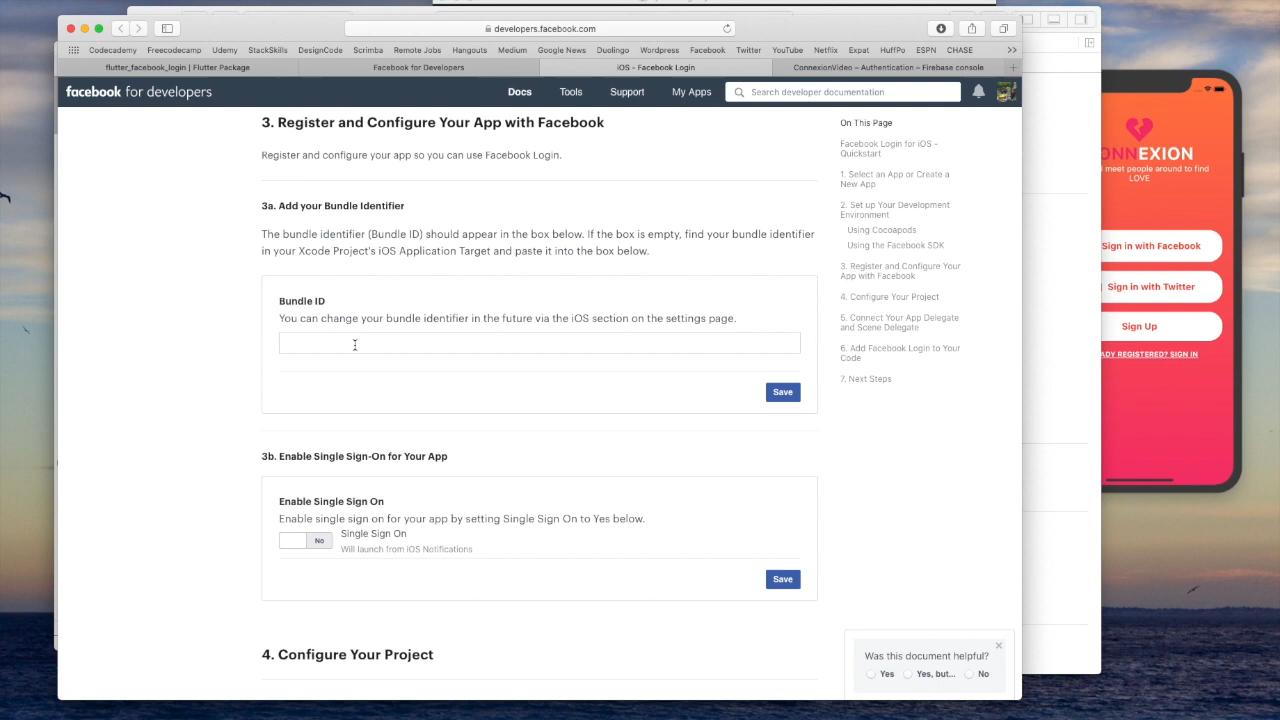 developers.facebook.com
Codecademy Freecodecamp Udemy StackSkills DesignCode Scrimbs Remote Jobs Hangouts Medium Google News Duolingo Wordpress Facebook Twitter YouTube Netflix Expat HuffPo ESPN CHASE
flutter_facebook_login | Flutter Package Facebook for Developers iOS - Facebook Login ConnexionVideo – Authentication – Firebase console
facebook for developers Docs Tools Support My Apps Search developer documentation
3. Register and Configure Your App with Facebook
Register and configure your app so you can use Facebook Login.
3a. Add your Bundle Identifier
The bundle identifier (Bundle ID) should appear in the box below. If the box is empty, find your bundle identifier
in your Xcode Project's iOS Application Target and paste it into the box below.
Bundle ID
You can change your bundle identifier in the future via the iOS section on the settings page.
Save
3b. Enable Single Sign-On for Your App
Enable Single Sign On
Enable single sign on for your app by setting Single Sign On to Yes below.
No Single Sign On
Will launch from iOS Notifications
Save
4. Configure Your Project
On This Page
Facebook Login for iOS -
Quickstart
1. Select an App or Create a
New App
2. Set up Your Development
Environment
Using Cocoapods
Using the Facebook SDK
3. Register and Configure Your
App with Facebook
4. Configure Your Project
5. Connect Your App Delegate
and Scene Delegate
6. Add Facebook Login to Your
Code
7. Next Steps
Was this document helpful?
Yes Yes, but... No
ONNEXION
meet people around to find
LOVE
Sign in with Facebook
Sign in with Twitter
Sign Up
ADY REGISTERED? SIGN IN